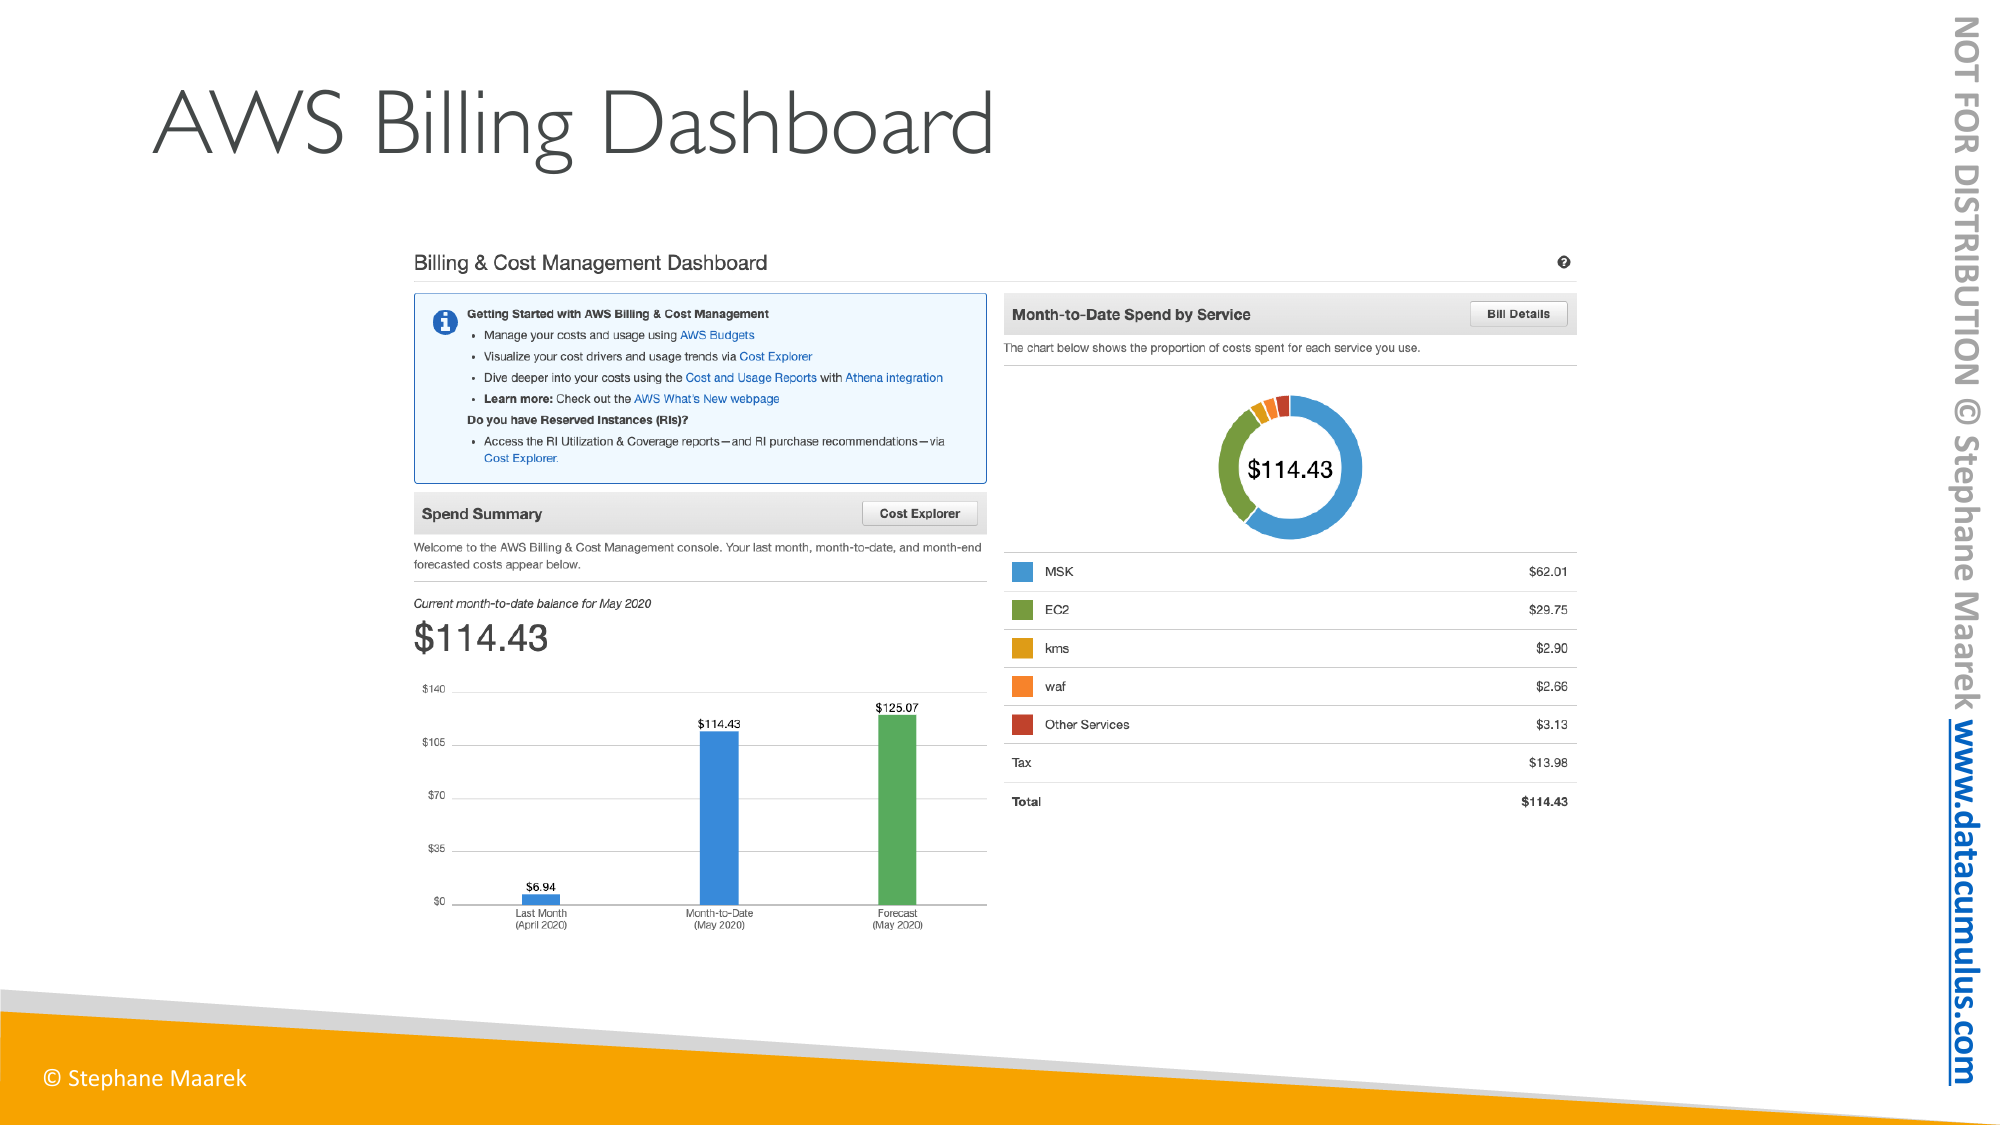 AWS Billing Dashboard
Billing & Cost Management Dashboard
?
Getting Started with AWS Billing & Cost Management
• Manage your costs and usage using AWS Budgets
• Visualize your cost drivers and usage trends via Cost Explorer
• Dive deeper into your costs using the Cost and Usage Reports with Athena integration
• Learn more: Check out the AWS What's New webpage
Do you have Reserved Instances (RIs)?
• Access the RI Utilization & Coverage reports—and RI purchase recommendations—via
Cost Explorer.
Spend Summary
Cost Explorer
Welcome to the AWS Billing & Cost Management console. Your last month, month-to-date, and month-end
forecasted costs appear below.
Current month-to-date balance for May 2020
$114.43
$140
$105
$70
$35
$0
$6.94
$114.43
$125.07
Last Month
(April 2020)
Month-to-Date
(May 2020)
Forecast
(May 2020)
Month-to-Date Spend by Service
Bill Details
The chart below shows the proportion of costs spent for each service you use.
$114.43
MSK $62.01
EC2 $29.75
kms $2.90
waf $2.66
Other Services $3.13
Tax $13.98
Total $114.43
© Stephane Maarek
NOT FOR DISTRIBUTION © Stephane Maarek www.datacumulus.com